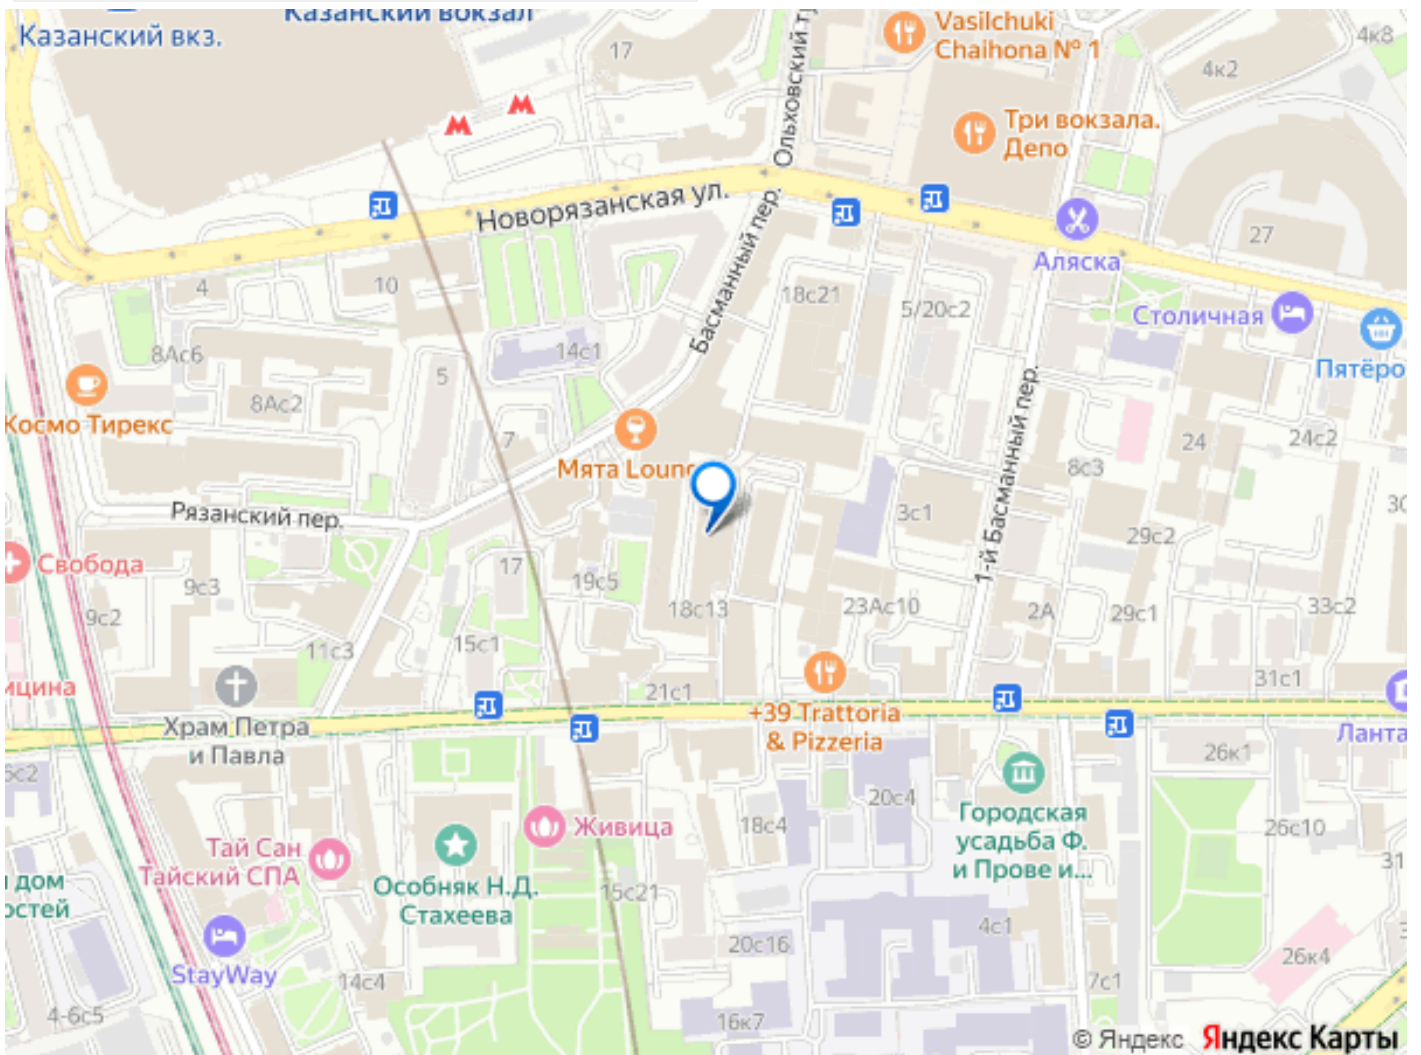 Казанский вокзал
Казанский вкз.
17
Ольховский ту
Vasilchuki
Chaihona № 1
4к8
4к2
Три вокзала.
Депо
Новорязанская ул.
Басманный пер.
27
Аляска
4
10
18с21
5/20с2
Столичная
Пятёро
8Ас6
14с1
5
8Ас2
Космо Тирекс
7
Мята Loung
1-й Басманный пер.
24
24с2
8с3
Рязанский пер.
3с1
30
29с2
Свобода
17
19с5
9с3
9с2
18с13
23Ас10
2А
29с1
33с2
11с3
15с1
ицина
21с1
31с1
Храм Петра
и Павла
+39 Trattoria
& Pizzeria
Ланта
26к1
20с4
Городская
усадьба Ф.
и Прове и...
18с4
26с10
Живица
Тай Сан
Тайский СПА
31
дом
остей
Особняк Н.Д.
Стахеева
15с21
4с1
20с16
26к4
StayWay
14с4
7с1
4-6с5
16к7
© Яндекс Яндекс Карты